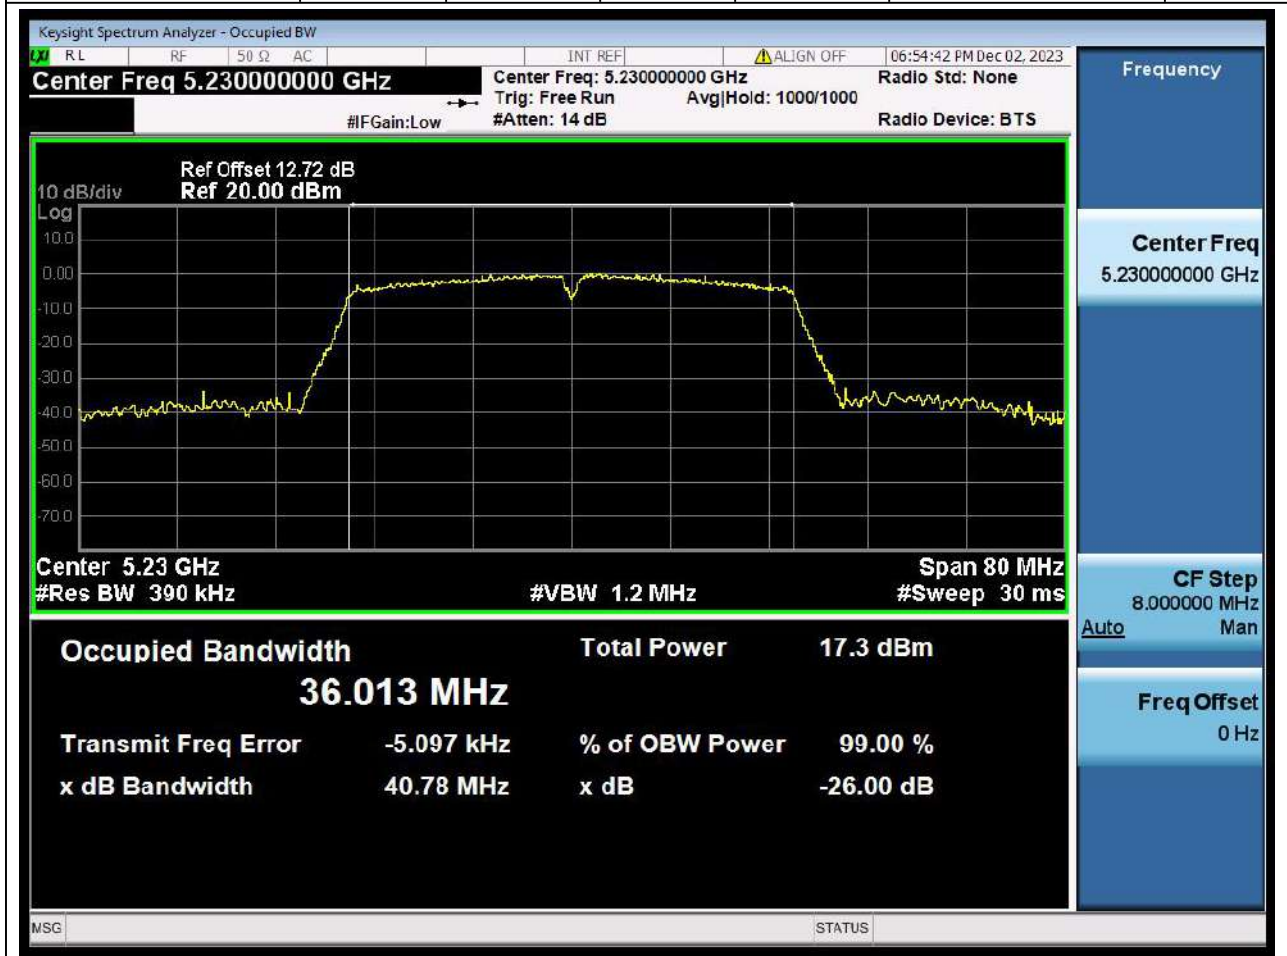 Keysight Spectrum Analyzer - Occupied BW
LXI RL RF 50 Ω AC INT REF ALIGN OFF 06:54:42 PM Dec 02, 2023
Center Freq 5.230000000 GHz
Center Freq: 5.230000000 GHz
Radio Std: None
Trig: Free Run Avg|Hold: 1000/1000
#IFGain:Low
#Atten: 14 dB
Radio Device: BTS
Ref Offset 12.72 dB
10 dB/div Ref 20.00 dBm
Log
10.0
0.00
-10.0
-20.0
-30.0
-40.0
-50.0
-60.0
-70.0
Center 5.23 GHz
Span 80 MHz
#Res BW 390 kHz
#VBW 1.2 MHz
#Sweep 30 ms
Occupied Bandwidth
36.013 MHz
Total Power 17.3 dBm
Transmit Freq Error -5.097 kHz
% of OBW Power 99.00 %
x dB Bandwidth 40.78 MHz
x dB -26.00 dB
MSG
STATUS
Frequency
Center Freq
5.230000000 GHz
CF Step
8.000000 MHz
Auto Man
Freq Offset
0 Hz